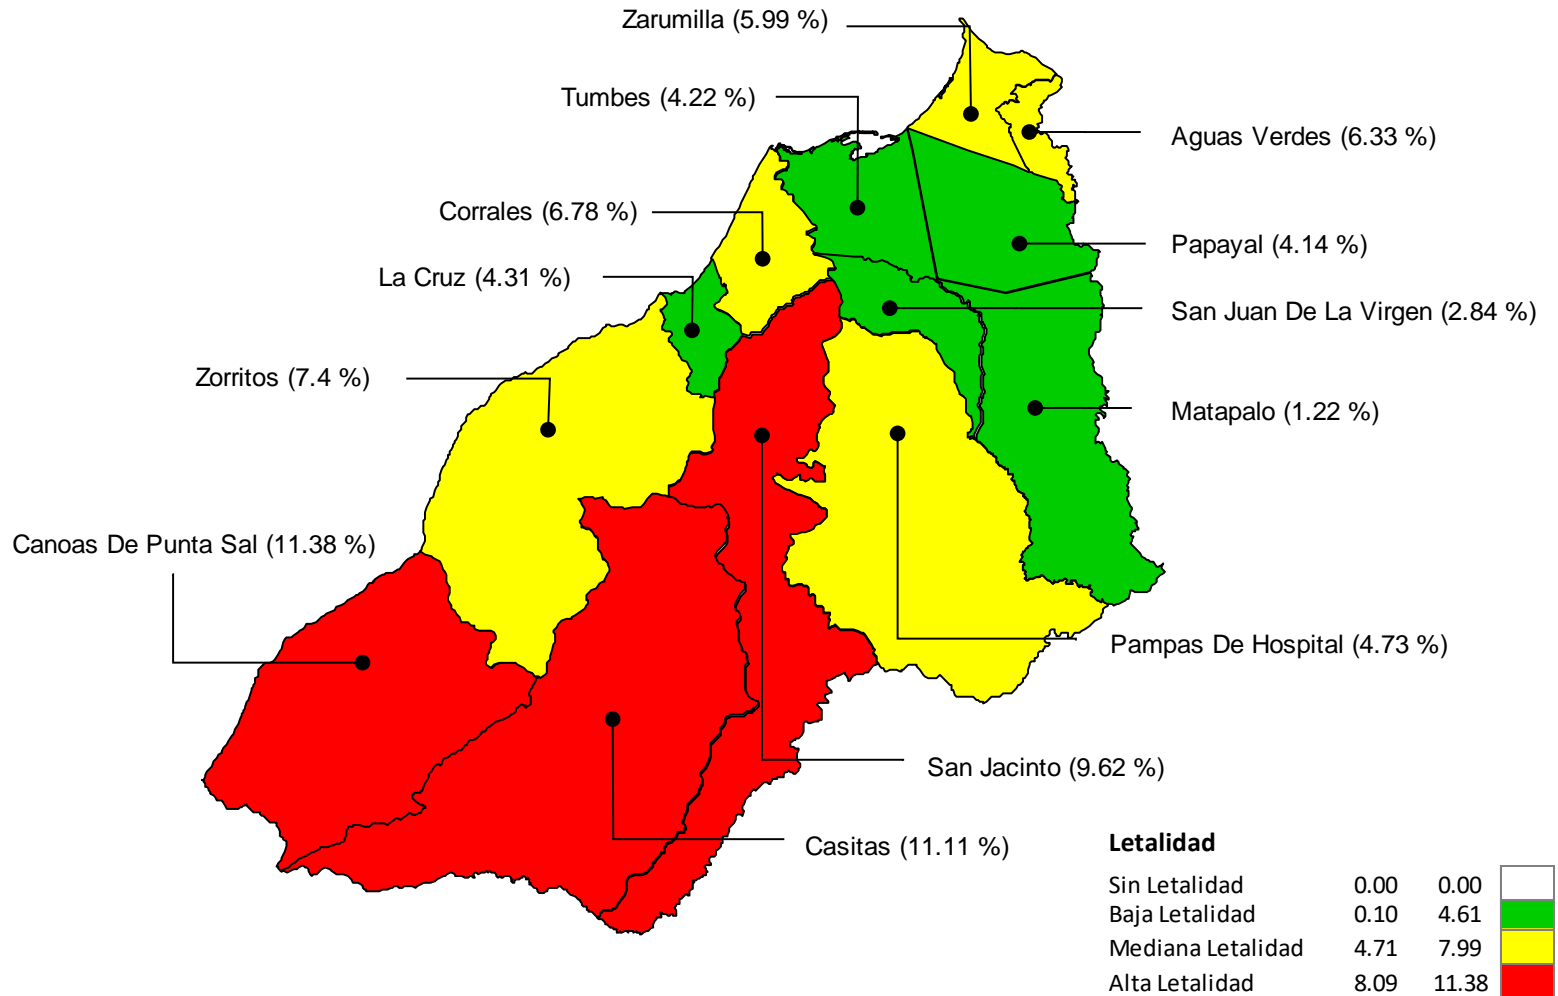 Zarumilla (5.99 %)
Tumbes (4.22 %)
Aguas Verdes (6.33 %)
Corrales (6.78 %)
Papayal (4.14 %)
La Cruz (4.31 %)
San Juan De La Virgen (2.84 %)
Zorritos (7.4 %)
Matapalo (1.22 %)
Canoas De Punta Sal (11.38 %)
Pampas De Hospital (4.73 %)
San Jacinto (9.62 %)
Casitas (11.11 %)
Letalidad
Sin Letalidad 0.00 0.00
Baja Letalidad 0.10 4.61
Mediana Letalidad 4.71 7.99
Alta Letalidad 8.09 11.38